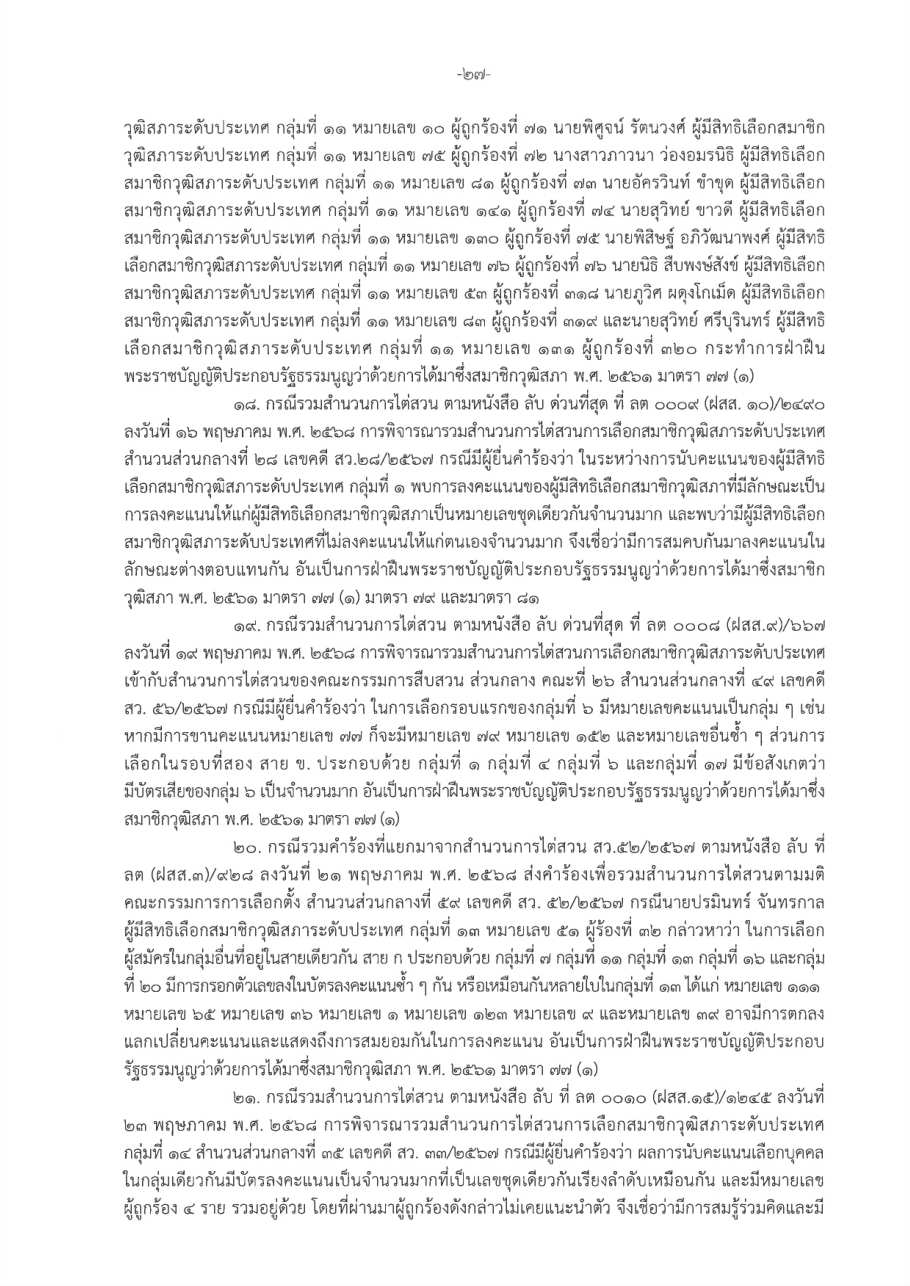 -๒๗-
วุฒิสภาระดับประเทศ กลุ่มที่ ๑๑ หมายเลข ๑๐ ผู้ถูกร้องที่ ๗๑ นายพิศูจน์ รัตนวงศ์ ผู้มีสิทธิเลือกสมาชิก
วุฒิสภาระดับประเทศ กลุ่มที่ ๑๑ หมายเลข ๗๕ ผู้ถูกร้องที่ ๗๒ นางสาวภาวนา ว่องอมรนิธิ ผู้มีสิทธิเลือก
สมาชิกวุฒิสภาระดับประเทศ กลุ่มที่ ๑๑ หมายเลข ๘๑ ผู้ถูกร้องที่ ๗๓ นายอัครวินท์ ขำขุด ผู้มีสิทธิเลือก
สมาชิกวุฒิสภาระดับประเทศ กลุ่มที่ ๑๑ หมายเลข ๑๔๑ ผู้ถูกร้องที่ ๗๔ นายสุวิทย์ ขาวดี ผู้มีสิทธิเลือก
สมาชิกวุฒิสภาระดับประเทศ กลุ่มที่ ๑๑ หมายเลข ๑๓๐ ผู้ถูกร้องที่ ๗๕ นายพิสิษฐ์ อภิวัฒนาพงศ์ ผู้มีสิทธิ
เลือกสมาชิกวุฒิสภาระดับประเทศ กลุ่มที่ ๑๑ หมายเลข ๗๖ ผู้ถูกร้องที่ ๗๖ นายนิธิ สืบพงษ์สังข์ ผู้มีสิทธิเลือก
สมาชิกวุฒิสภาระดับประเทศ กลุ่มที่ ๑๑ หมายเลข ๕๓ ผู้ถูกร้องที่ ๓๑๘ นายภูวิศ ผดุงโกเม็ด ผู้มีสิทธิเลือก
สมาชิกวุฒิสภาระดับประเทศ กลุ่มที่ ๑๑ หมายเลข ๘๓ ผู้ถูกร้องที่ ๓๑๙ และนายสุวิทย์ ศรีบุรินทร์ ผู้มีสิทธิ
เลือกสมาชิกวุฒิสภาระดับประเทศ กลุ่มที่ ๑๑ หมายเลข ๑๓๑ ผู้ถูกร้องที่ ๓๒๐ กระทำการฝ่าฝืน
พระราชบัญญัติประกอบรัฐธรรมนูญว่าด้วยการได้มาซึ่งสมาชิกวุฒิสภา พ.ศ. ๒๕๖๑ มาตรา ๗๗ (๑)
๑๘. กรณีรวมสำนวนการไต่สวน ตามหนังสือ ลับ ด่วนที่สุด ที่ ลต ๐๐๐๙ (ฝสส. ๑๐)/๒๔๙๐
ลงวันที่ ๑๖ พฤษภาคม พ.ศ. ๒๕๖๘ การพิจารณารวมสำนวนการไต่สวนการเลือกสมาชิกวุฒิสภาระดับประเทศ
สำนวนส่วนกลางที่ ๒๘ เลขคดี สว.๒๘/๒๕๖๗ กรณีมีผู้ยื่นคำร้องว่า ในระหว่างการนับคะแนนของผู้มีสิทธิ
เลือกสมาชิกวุฒิสภาระดับประเทศ กลุ่มที่ ๑ พบการลงคะแนนของผู้มีสิทธิเลือกสมาชิกวุฒิสภาที่มีลักษณะเป็น
การลงคะแนนให้แก่ผู้มีสิทธิเลือกสมาชิกวุฒิสภาเป็นหมายเลขชุดเดียวกันจำนวนมาก และพบว่ามีผู้มีสิทธิเลือก
สมาชิกวุฒิสภาระดับประเทศที่ไม่ลงคะแนนให้แก่ตนเองจำนวนมาก จึงเชื่อว่ามีการสมคบกันมาลงคะแนนใน
ลักษณะต่างตอบแทนกัน อันเป็นการฝ่าฝืนพระราชบัญญัติประกอบรัฐธรรมนูญว่าด้วยการได้มาซึ่งสมาชิก
วุฒิสภา พ.ศ. ๒๕๖๑ มาตรา ๗๗ (๑) มาตรา ๗๙ และมาตรา ๘๑
๑๙. กรณีรวมสำนวนการไต่สวน ตามหนังสือ ลับ ด่วนที่สุด ที่ ลต ๐๐๐๘ (ฝสส.๙)/๖๖๗
ลงวันที่ ๑๙ พฤษภาคม พ.ศ. ๒๕๖๘ การพิจารณารวมสำนวนการไต่สวนการเลือกสมาชิกวุฒิสภาระดับประเทศ
เข้ากับสำนวนการไต่สวนของคณะกรรมการสืบสวน ส่วนกลาง คณะที่ ๒๖ สำนวนส่วนกลางที่ ๔๙ เลขคดี
สว. ๕๖/๒๕๖๗ กรณีมีผู้ยื่นคำร้องว่า ในการเลือกรอบแรกของกลุ่มที่ ๖ มีหมายเลขคะแนนเป็นกลุ่ม ๆ เช่น
หากมีการขานคะแนนหมายเลข ๗๗ ก็จะมีหมายเลข ๗๙ หมายเลข ๑๕๒ และหมายเลขอื่นซ้ำ ๆ ส่วนการ
เลือกในรอบที่สอง สาย ข. ประกอบด้วย กลุ่มที่ ๑ กลุ่มที่ ๔ กลุ่มที่ ๖ และกลุ่มที่ ๑๗ มีข้อสังเกตว่า
มีบัตรเสียของกลุ่ม ๖ เป็นจำนวนมาก อันเป็นการฝ่าฝืนพระราชบัญญัติประกอบรัฐธรรมนูญว่าด้วยการได้มาซึ่ง
สมาชิกวุฒิสภา พ.ศ. ๒๕๖๑ มาตรา ๗๗ (๑)
๒๐. กรณีรวมคำร้องที่แยกมาจากสำนวนการไต่สวน สว.๕๒/๒๕๖๗ ตามหนังสือ ลับ ที่
ลต (ฝสส.๓)/๙๒๘ ลงวันที่ ๒๑ พฤษภาคม พ.ศ. ๒๕๖๘ ส่งคำร้องเพื่อรวมสำนวนการไต่สวนตามมติ
คณะกรรมการการเลือกตั้ง สำนวนส่วนกลางที่ ๕๙ เลขคดี สว. ๕๒/๒๕๖๗ กรณีนายปรมินทร์ จันทรกาล
ผู้มีสิทธิเลือกสมาชิกวุฒิสภาระดับประเทศ กลุ่มที่ ๑๓ หมายเลข ๕๑ ผู้ร้องที่ ๓๒ กล่าวหาว่า ในการเลือก
ผู้สมัครในกลุ่มอื่นที่อยู่ในสายเดียวกัน สาย ก ประกอบด้วย กลุ่มที่ ๗ กลุ่มที่ ๑๑ กลุ่มที่ ๑๓ กลุ่มที่ ๑๖ และกลุ่ม
ที่ ๒๐ มีการกรอกตัวเลขลงในบัตรลงคะแนนซ้ำ ๆ กัน หรือเหมือนกันหลายใบในกลุ่มที่ ๑๓ ได้แก่ หมายเลข ๑๑๑
หมายเลข ๖๕ หมายเลข ๓๖ หมายเลข ๑ หมายเลข ๑๒๓ หมายเลข ๙ และหมายเลข ๓๙ อาจมีการตกลง
แลกเปลี่ยนคะแนนและแสดงถึงการสมยอมกันในการลงคะแนน อันเป็นการฝ่าฝืนพระราชบัญญัติประกอบ
รัฐธรรมนูญว่าด้วยการได้มาซึ่งสมาชิกวุฒิสภา พ.ศ. ๒๕๖๑ มาตรา ๗๗ (๑)
๒๑. กรณีรวมสำนวนการไต่สวน ตามหนังสือ ลับ ที่ ลต ๐๐๑๐ (ฝสส.๑๕)/๑๒๔๕ ลงวันที่
๒๓ พฤษภาคม พ.ศ. ๒๕๖๘ การพิจารณารวมสำนวนการไต่สวนการเลือกสมาชิกวุฒิสภาระดับประเทศ
กลุ่มที่ ๑๔ สำนวนส่วนกลางที่ ๓๕ เลขคดี สว. ๓๓/๒๕๖๗ กรณีมีผู้ยื่นคำร้องว่า ผลการนับคะแนนเลือกบุคคล
ในกลุ่มเดียวกันมีบัตรลงคะแนนเป็นจำนวนมากที่เป็นเลขชุดเดียวกันเรียงลำดับเหมือนกัน และมีหมายเลข
ผู้ถูกร้อง ๔ ราย รวมอยู่ด้วย โดยที่ผ่านมาผู้ถูกร้องดังกล่าวไม่เคยแนะนำตัว จึงเชื่อว่ามีการสมรู้ร่วมคิดและมี